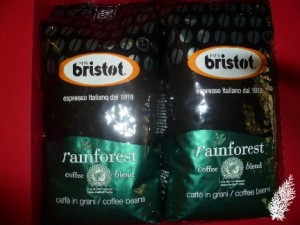 bristot
espresso italiano dal 1919
rainforest
coffee blend
caffè in grani / coffee beans
bristot
espresso italiano dal 1919
rainforest
coffee blend
caffè in grani / coffee beans